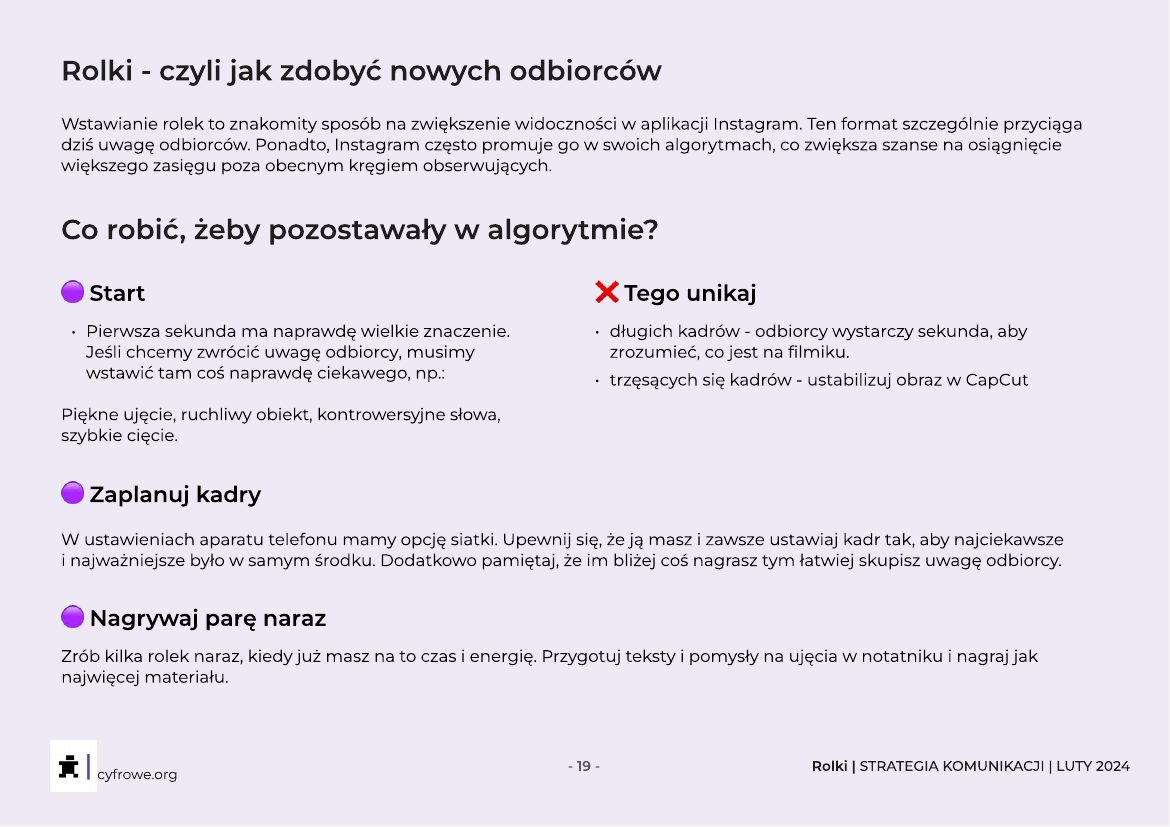 Rolki - czyli jak zdobyć nowych odbiorców
Wstawianie rolek to znakomity sposób na zwiększenie widoczności w aplikacji Instagram. Ten format szczególnie przyciąga
dziś uwagę odbiorców. Ponadto, Instagram często promuje go w swoich algorytmach, co zwiększa szanse na osiągnięcie
większego zasięgu poza obecnym kręgiem obserwujących.
Co robić, żeby pozostawały w algorytmie?
Start
• Pierwsza sekunda ma naprawdę wielkie znaczenie.
Jeśli chcemy zwrócić uwagę odbiorcy, musimy
wstawić tam coś naprawdę ciekawego, np.:
Piękne ujęcie, ruchliwy obiekt, kontrowersyjne słowa,
szybkie cięcie.
❌ Tego unikaj
• długich kadrów - odbiorcy wystarczy sekunda, aby
zrozumieć, co jest na filmiku.
• trzęsących się kadrów - ustabilizuj obraz w CapCut
Zaplanuj kadry
W ustawieniach aparatu telefonu mamy opcję siatki. Upewnij się, że ją masz i zawsze ustawiaj kadr tak, aby najciekawsze
i najważniejsze było w samym środku. Dodatkowo pamiętaj, że im bliżej coś nagrasz tym łatwiej skupisz uwagę odbiorcy.
Nagrywaj parę naraz
Zrób kilka rolek naraz, kiedy już masz na to czas i energię. Przygotuj teksty i pomysły na ujęcia w notatniku i nagraj jak
najwięcej materiału.
cyfrowe.org
- 19 -
Rolki | STRATEGIA KOMUNIKACJI | LUTY 2024